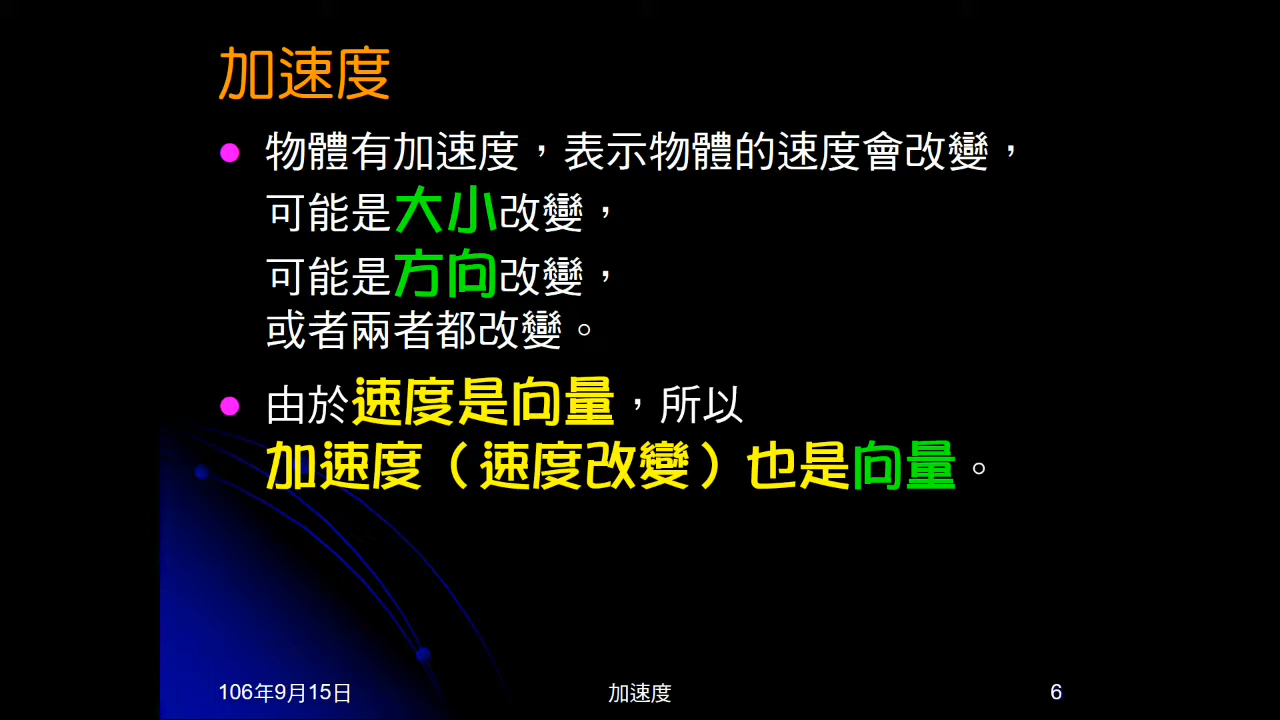 加速度
物體有加速度，表示物體的速度會改變，
可能是大小改變，
可能是方向改變，
或者兩者都改變。
由於速度是向量，所以
加速度（速度改變）也是向量。
106年9月15日 加速度 6